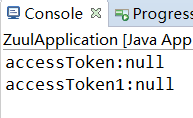 Console Progress
ZuulApplication [Java App
accessToken:null
accessToken1:null